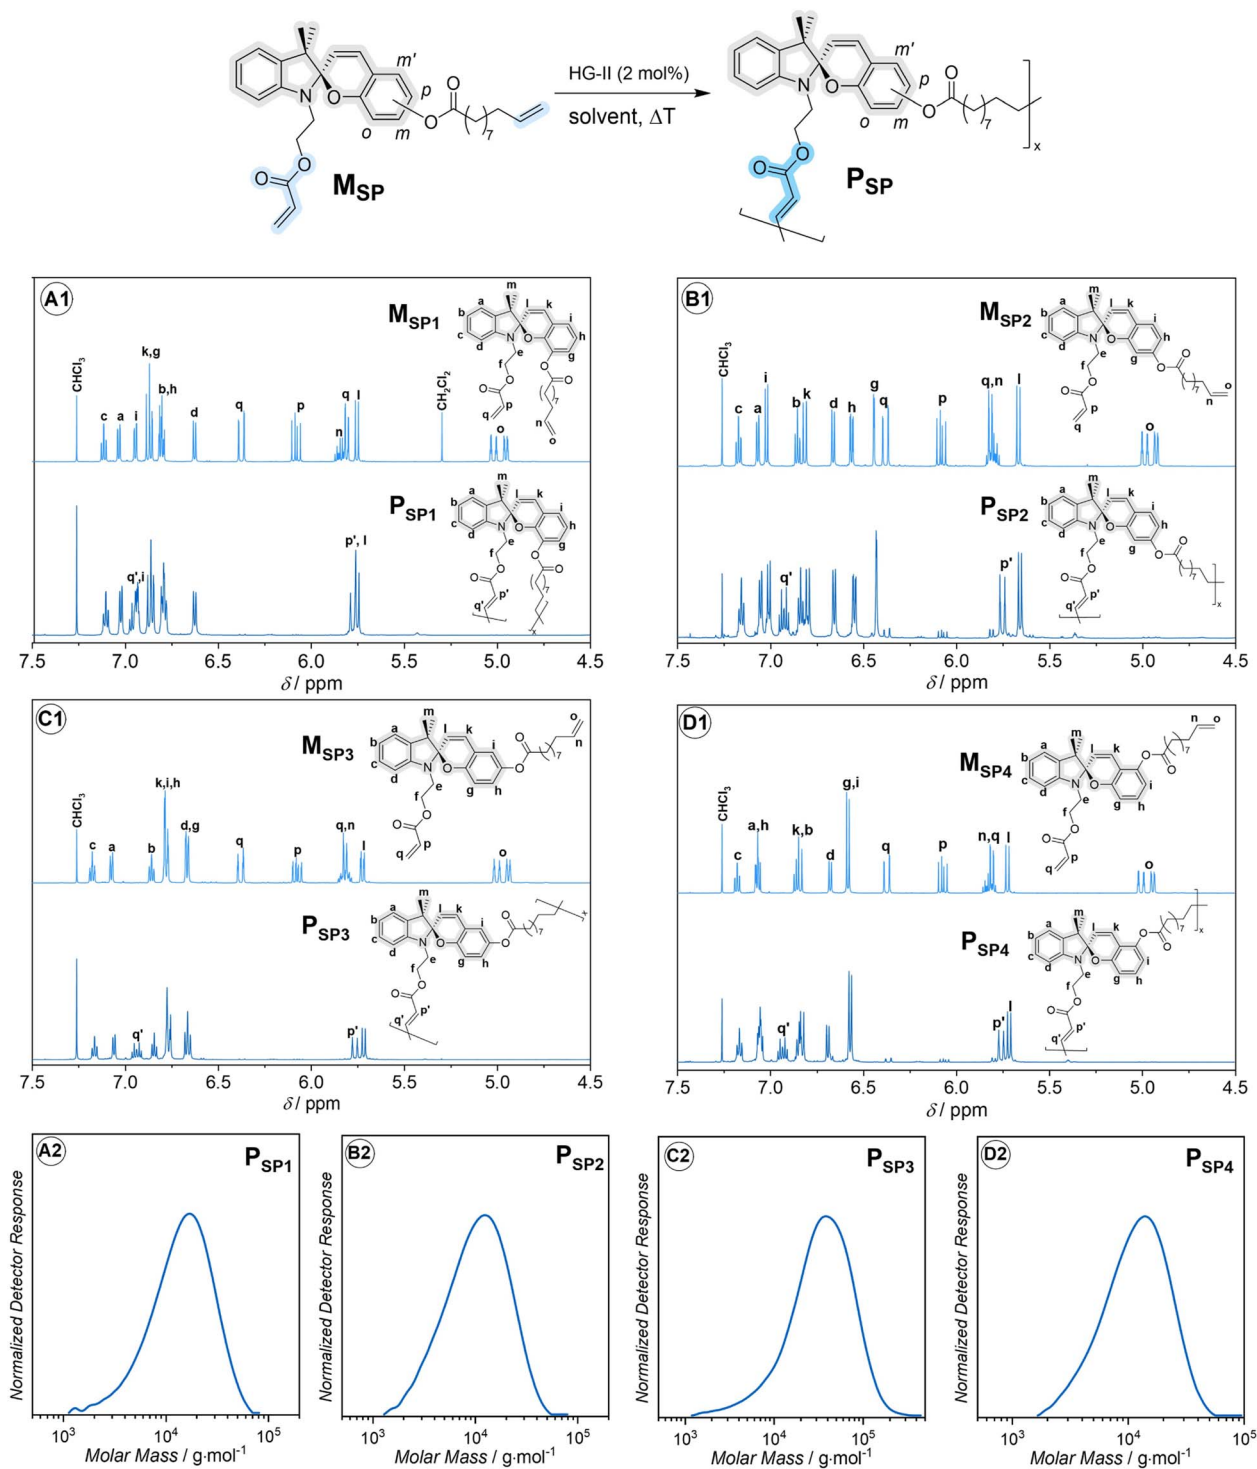 m'
p
o
m
N
O
O
O
O
O
7
M_SP
HG-II (2 mol%)
solvent, ΔT
m'
p
o
m
N
O
O
O
O
O
7
x
P_SP
A1
M_SP1
CHCl3
c a i k,g b,h d q p n q l CH2Cl2 o
P_SP1
q',i
p', l
7.5 7.0 6.5 6.0 5.5 5.0 4.5
δ / ppm
B1
M_SP2
CHCl3
c a i b k d h g q p q,n l o
P_SP2
q'
p'
7.5 7.0 6.5 6.0 5.5 5.0 4.5
δ / ppm
C1
M_SP3
CHCl3
c a b k,i,h d,g q p q,n l o
P_SP3
q'
p' l
7.5 7.0 6.5 6.0 5.5 5.0 4.5
δ / ppm
D1
M_SP4
CHCl3
c a,h k,b d g,i q p n,q l o
P_SP4
q'
p' l
7.5 7.0 6.5 6.0 5.5 5.0 4.5
δ / ppm
A2
P_SP1
Normalized Detector Response
10^3 10^4 10^5
Molar Mass / g·mol^-1
B2
P_SP2
Normalized Detector Response
10^3 10^4 10^5
Molar Mass / g·mol^-1
C2
P_SP3
Normalized Detector Response
10^3 10^4 10^5
Molar Mass / g·mol^-1
D2
P_SP4
Normalized Detector Response
10^3 10^4 10^5
Molar Mass / g·mol^-1